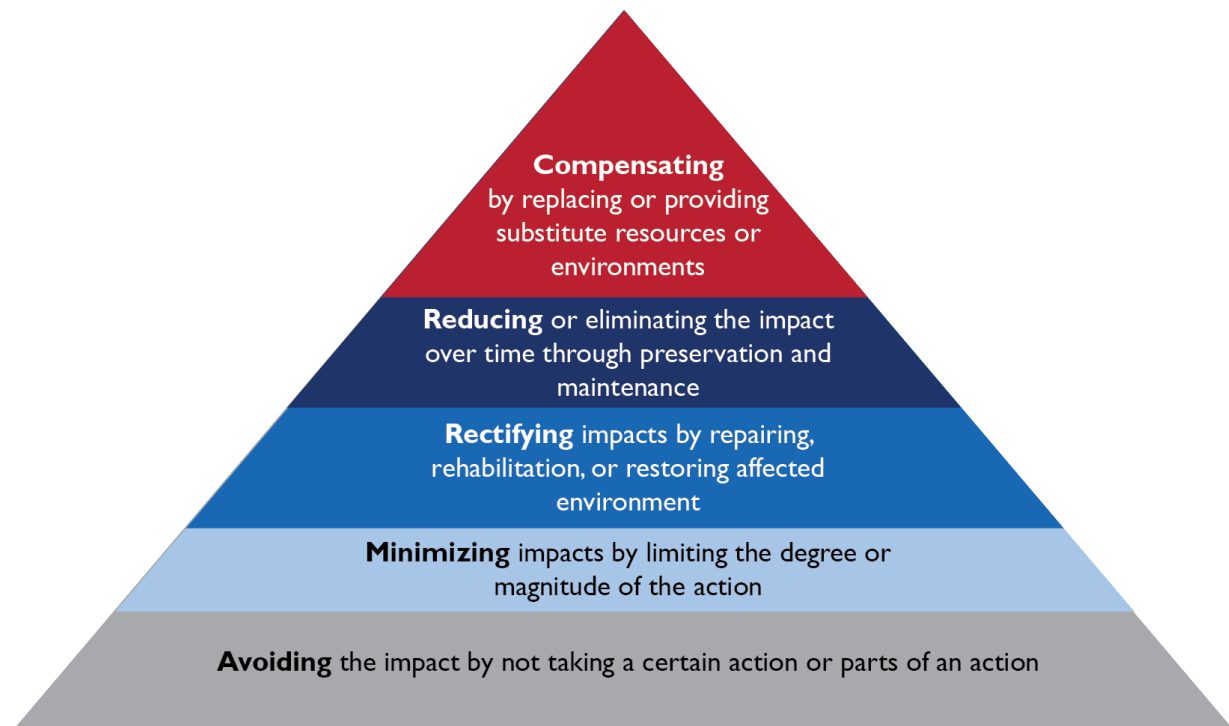 Compensating
by replacing or providing
substitute resources or
environments
Reducing or eliminating the impact
over time through preservation and
maintenance
Rectifying impacts by repairing,
rehabilitation, or restoring affected
environment
Minimizing impacts by limiting the degree or
magnitude of the action
Avoiding the impact by not taking a certain action or parts of an action